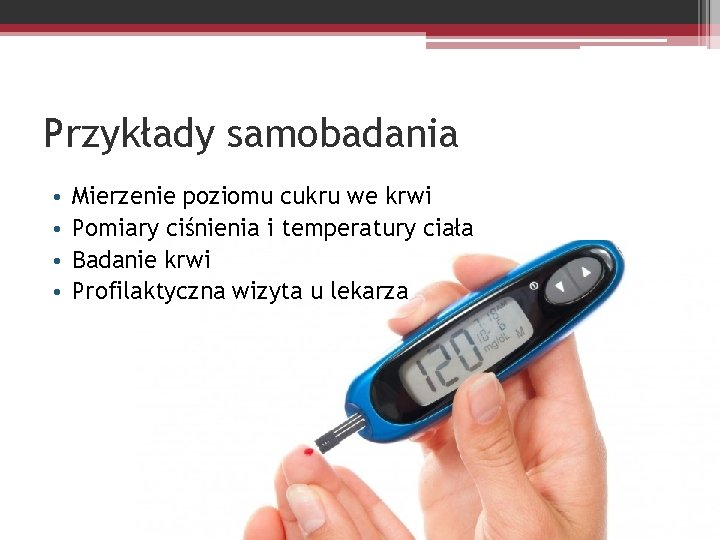 Przykłady samobadania
• Mierzenie poziomu cukru we krwi
• Pomiary ciśnienia i temperatury ciała
• Badanie krwi
• Profilaktyczna wizyta u lekarza
120
mg/dL
M